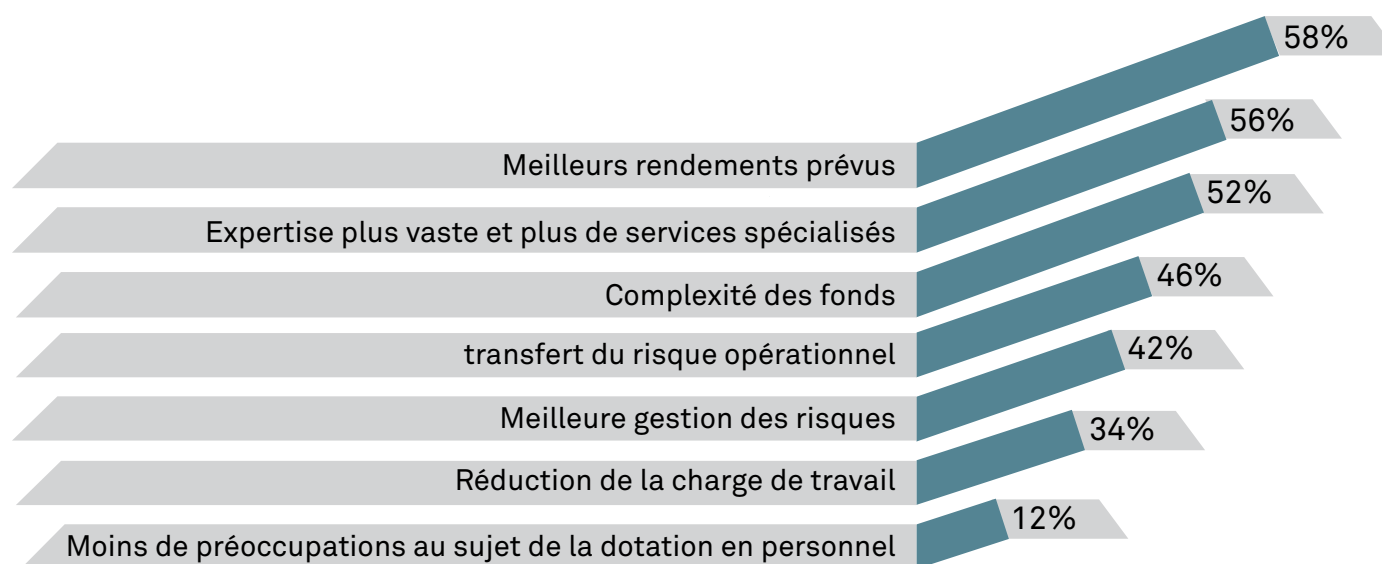 58%
Meilleurs rendements prévus
56%
Expertise plus vaste et plus de services spécialisés
52%
Complexité des fonds
46%
transfert du risque opérationnel
42%
Meilleure gestion des risques
34%
Réduction de la charge de travail
12%
Moins de préoccupations au sujet de la dotation en personnel